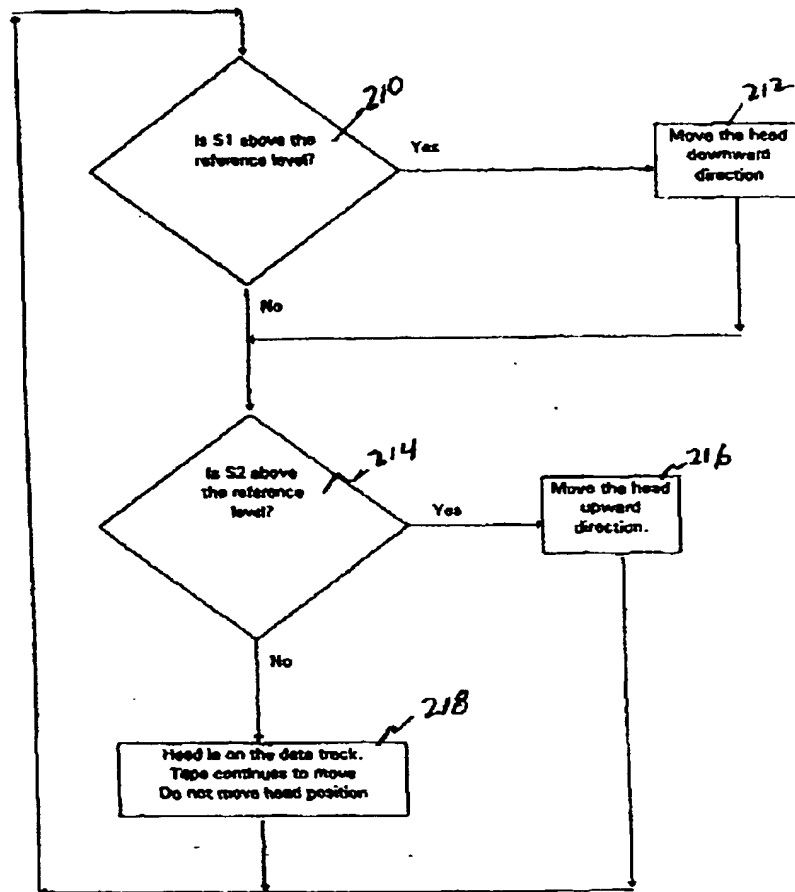 210
Is S1 above the
reference level?
Yes
212
Move the head
downward
direction
No
214
Is S2 above
the reference
level?
Yes
216
Move the head
upward
direction.
No
218
Head is on the data track.
Tape continues to move
Do not move head position